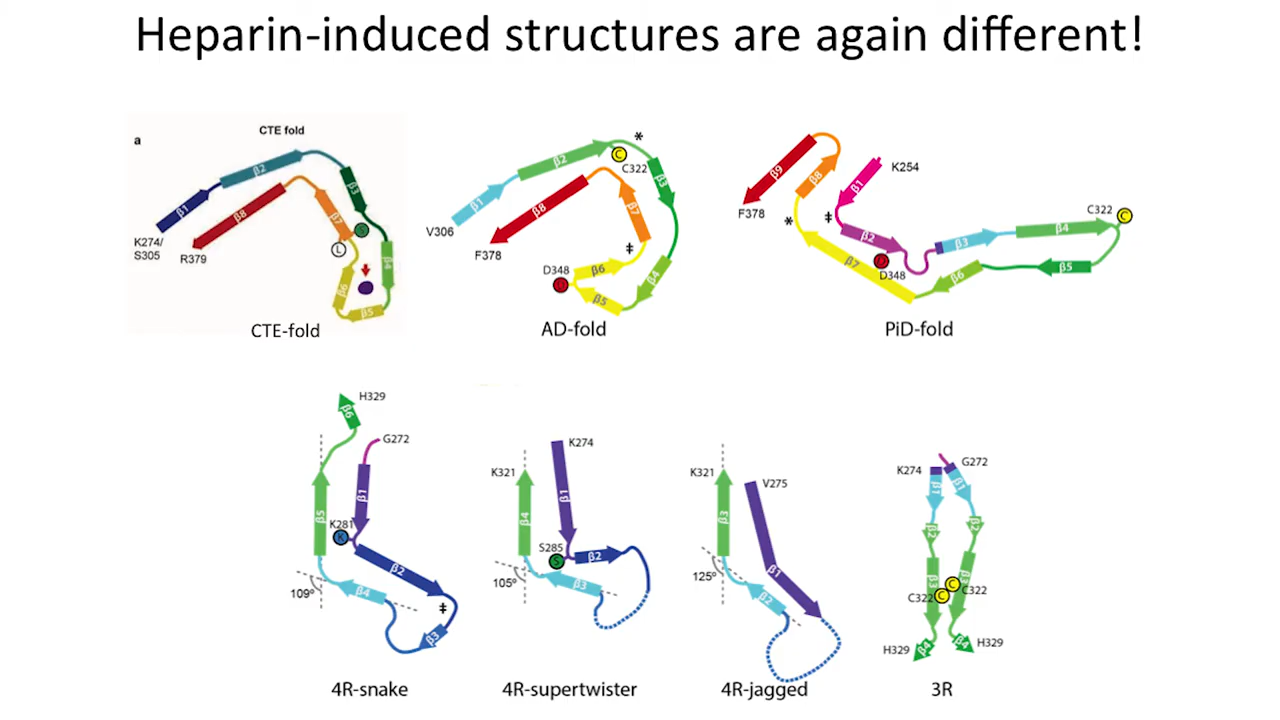 Heparin-induced structures are again different!
a
CTE fold
β1
β2
β3
β4
β5
β6
β7
β8
S
L
K274/
S305
R379
CTE-fold
*
β1
β2
β3
β4
β5
β6
β7
β8
C
C322
V306
F378
D348
‡
AD-fold
β9
β8
β1
K254
F378
*
‡
β2
β3
β4
β5
β6
β7
D348
C322
C
PiD-fold
β6
H329
G272
β5
β1
K281
K
β2
β4
β3
109º
‡
4R-snake
K274
K321
β4
β1
S285
S
β2
β3
105º
4R-supertwister
K321
V275
β3
β1
β2
125º
4R-jagged
K274
G272
β1
β1
β2
β2
β3
β3
C322
C
C
C322
H329
β4
β4
H329
3R